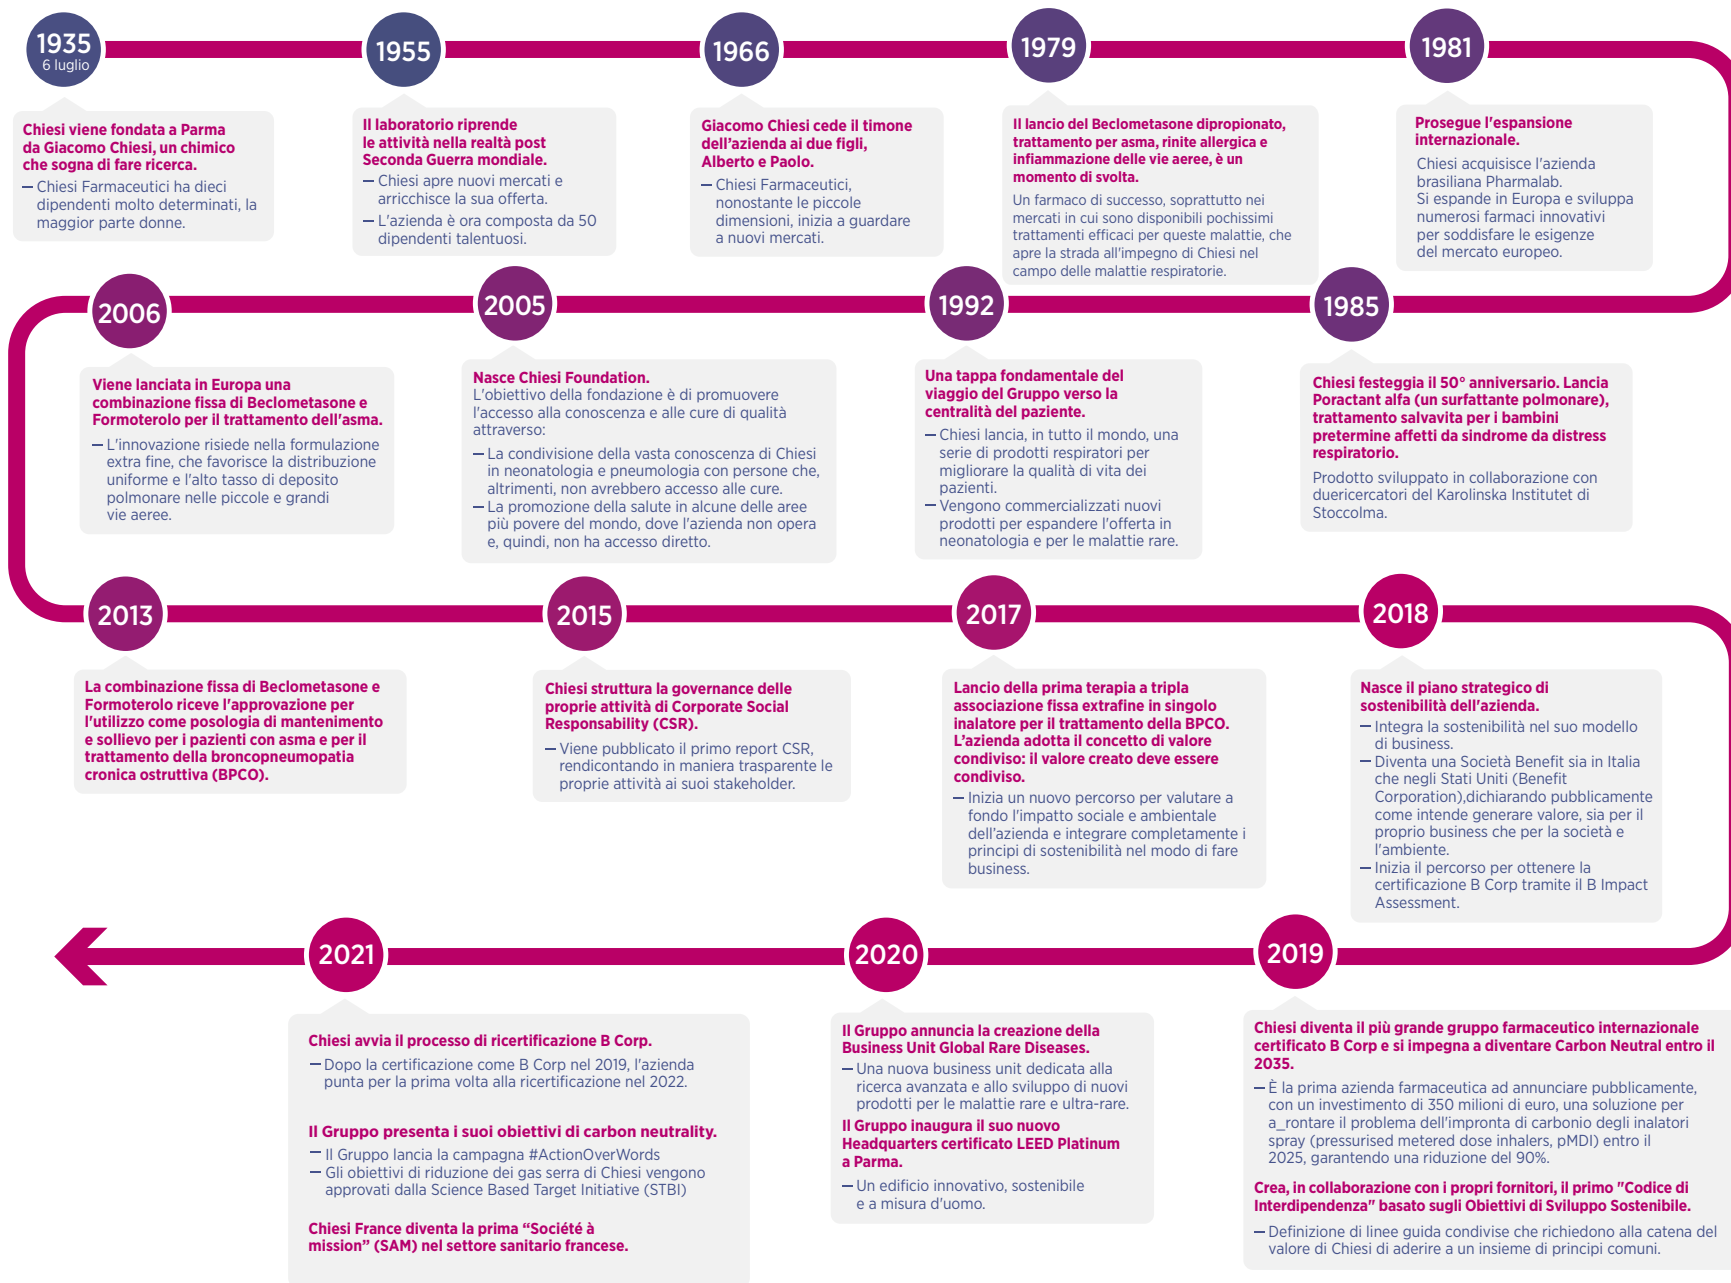 1935
6 luglio
Chiesi viene fondata a Parma
da Giacomo Chiesi, un chimico
che sogna di fare ricerca.
— Chiesi Farmaceutici ha dieci
dipendenti molto determinati, la
maggior parte donne.
1955
Il laboratorio riprende
le attività nella realtà post
Seconda Guerra mondiale.
— Chiesi apre nuovi mercati e
arricchisce la sua offerta.
— L'azienda è ora composta da 50
dipendenti talentuosi.
1966
Giacomo Chiesi cede il timone
dell'azienda ai due figli,
Alberto e Paolo.
— Chiesi Farmaceutici,
nonostante le piccole
dimensioni, inizia a guardare
a nuovi mercati.
1979
Il lancio del Beclometasone dipropionato,
trattamento per asma, rinite allergica e
infiammazione delle vie aeree, è un
momento di svolta.
Un farmaco di successo, soprattutto nei
mercati in cui sono disponibili pochissimi
trattamenti efficaci per queste malattie, che
apre la strada all'impegno di Chiesi nel
campo delle malattie respiratorie.
1981
Prosegue l'espansione
internazionale.
Chiesi acquisisce l'azienda
brasiliana Pharmalab.
Si espande in Europa e sviluppa
numerosi farmaci innovativi
per soddisfare le esigenze
del mercato europeo.
1985
Chiesi festeggia il 50° anniversario. Lancia
Poractant alfa (un surfattante polmonare),
trattamento salvavita per i bambini
pretermine affetti da sindrome da distress
respiratorio.
Prodotto sviluppato in collaborazione con
duericercatori del Karolinska Institutet di
Stoccolma.
1992
Una tappa fondamentale del
viaggio del Gruppo verso la
centralità del paziente.
— Chiesi lancia, in tutto il mondo, una
serie di prodotti respiratori per
migliorare la qualità di vita dei
pazienti.
— Vengono commercializzati nuovi
prodotti per espandere l'offerta in
neonatologia e per le malattie rare.
2005
Nasce Chiesi Foundation.
L'obiettivo della fondazione è di promuovere
l'accesso alla conoscenza e alle cure di qualità
attraverso:
— La condivisione della vasta conoscenza di Chiesi
in neonatologia e pneumologia con persone che,
altrimenti, non avrebbero accesso alle cure.
— La promozione della salute in alcune delle aree
più povere del mondo, dove l'azienda non opera
e, quindi, non ha accesso diretto.
2006
Viene lanciata in Europa una
combinazione fissa di Beclometasone e
Formoterolo per il trattamento dell'asma.
— L'innovazione risiede nella formulazione
extra fine, che favorisce la distribuzione
uniforme e l'alto tasso di deposito
polmonare nelle piccole e grandi
vie aeree.
2013
La combinazione fissa di Beclometasone e
Formoterolo riceve l'approvazione per
l'utilizzo come posologia di mantenimento
e sollievo per i pazienti con asma e per il
trattamento della broncopneumopatia
cronica ostruttiva (BPCO).
2015
Chiesi struttura la governance delle
proprie attività di Corporate Social
Responsability (CSR).
— Viene pubblicato il primo report CSR,
rendicontando in maniera trasparente le
proprie attività ai suoi stakeholder.
2017
Lancio della prima terapia a tripla
associazione fissa extrafine in singolo
inalatore per il trattamento della BPCO.
L'azienda adotta il concetto di valore
condiviso: il valore creato deve essere
condiviso.
— Inizia un nuovo percorso per valutare a
fondo l'impatto sociale e ambientale
dell'azienda e integrare completamente i
principi di sostenibilità nel modo di fare
business.
2018
Nasce il piano strategico di
sostenibilità dell'azienda.
— Integra la sostenibilità nel suo modello
di business.
— Diventa una Società Benefit sia in Italia
che negli Stati Uniti (Benefit
Corporation),dichiarando pubblicamente
come intende generare valore, sia per il
proprio business che per la società e
l'ambiente.
— Inizia il percorso per ottenere la
certificazione B Corp tramite il B Impact
Assessment.
2019
Chiesi diventa il più grande gruppo farmaceutico internazionale
certificato B Corp e si impegna a diventare Carbon Neutral entro il
2035.
— È la prima azienda farmaceutica ad annunciare pubblicamente,
con un investimento di 350 milioni di euro, una soluzione per
a_rontare il problema dell'impronta di carbonio degli inalatori
spray (pressurised metered dose inhalers, pMDI) entro il
2025, garantendo una riduzione del 90%.
Crea, in collaborazione con i propri fornitori, il primo "Codice di
Interdipendenza" basato sugli Obiettivi di Sviluppo Sostenibile.
— Definizione di linee guida condivise che richiedono alla catena del
valore di Chiesi di aderire a un insieme di principi comuni.
2020
Il Gruppo annuncia la creazione della
Business Unit Global Rare Diseases.
— Una nuova business unit dedicata alla
ricerca avanzata e allo sviluppo di nuovi
prodotti per le malattie rare e ultra-rare.
Il Gruppo inaugura il suo nuovo
Headquarters certificato LEED Platinum
a Parma.
— Un edificio innovativo, sostenibile
e a misura d'uomo.
2021
Chiesi avvia il processo di ricertificazione B Corp.
— Dopo la certificazione come B Corp nel 2019, l'azienda
punta per la prima volta alla ricertificazione nel 2022.
Il Gruppo presenta i suoi obiettivi di carbon neutrality.
— Il Gruppo lancia la campagna #ActionOverWords
— Gli obiettivi di riduzione dei gas serra di Chiesi vengono
approvati dalla Science Based Target Initiative (STBI)
Chiesi France diventa la prima “Société à
mission” (SAM) nel settore sanitario francese.